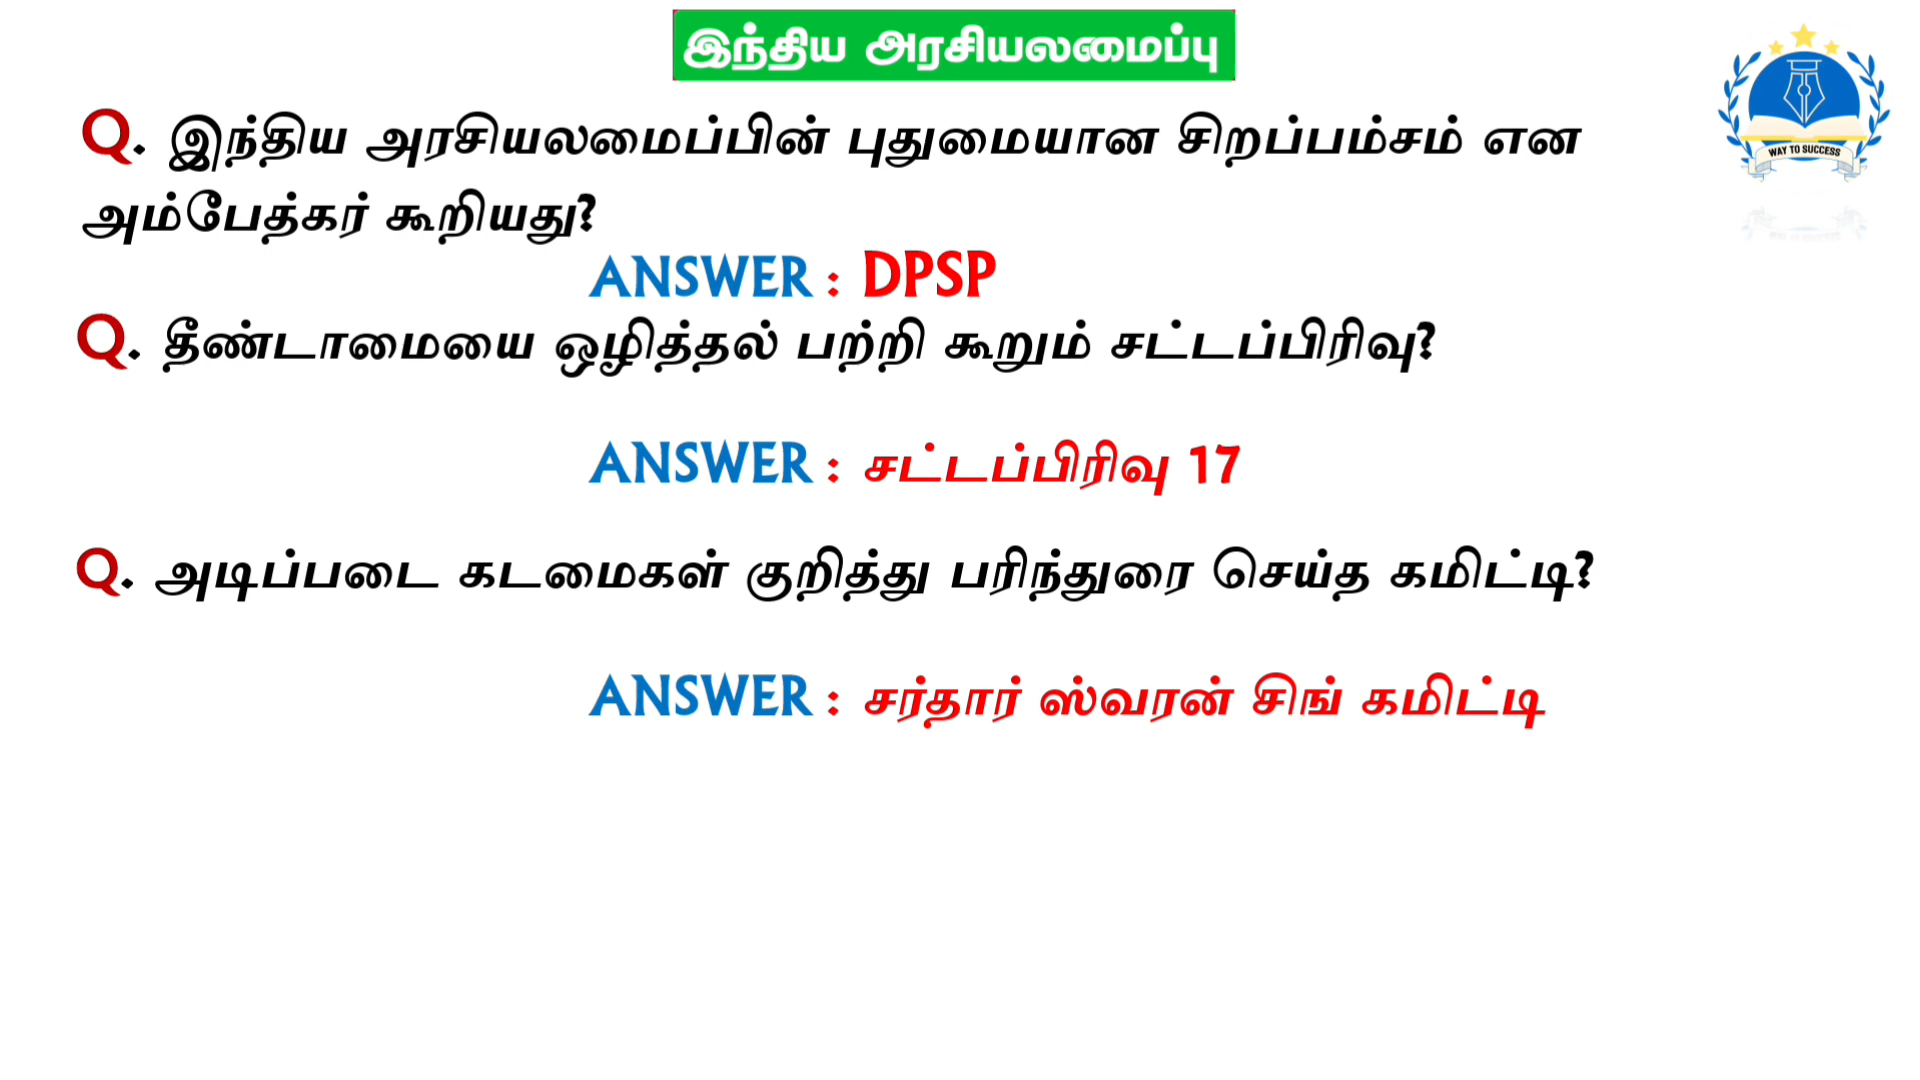 இந்திய அரசியலமைப்பு
Q. இந்திய அரசியலமைப்பின் புதுமையான சிறப்பம்சம் என
அம்பேத்கர் கூறியது?
ANSWER : DPSP
Q. தீண்டாமையை ஒழித்தல் பற்றி கூறும் சட்டப்பிரிவு?
ANSWER : சட்டப்பிரிவு 17
Q. அடிப்படை கடமைகள் குறித்து பரிந்துரை செய்த கமிட்டி?
ANSWER : சர்தார் ஸ்வரன் சிங் கமிட்டி
WAY TO SUCCESS